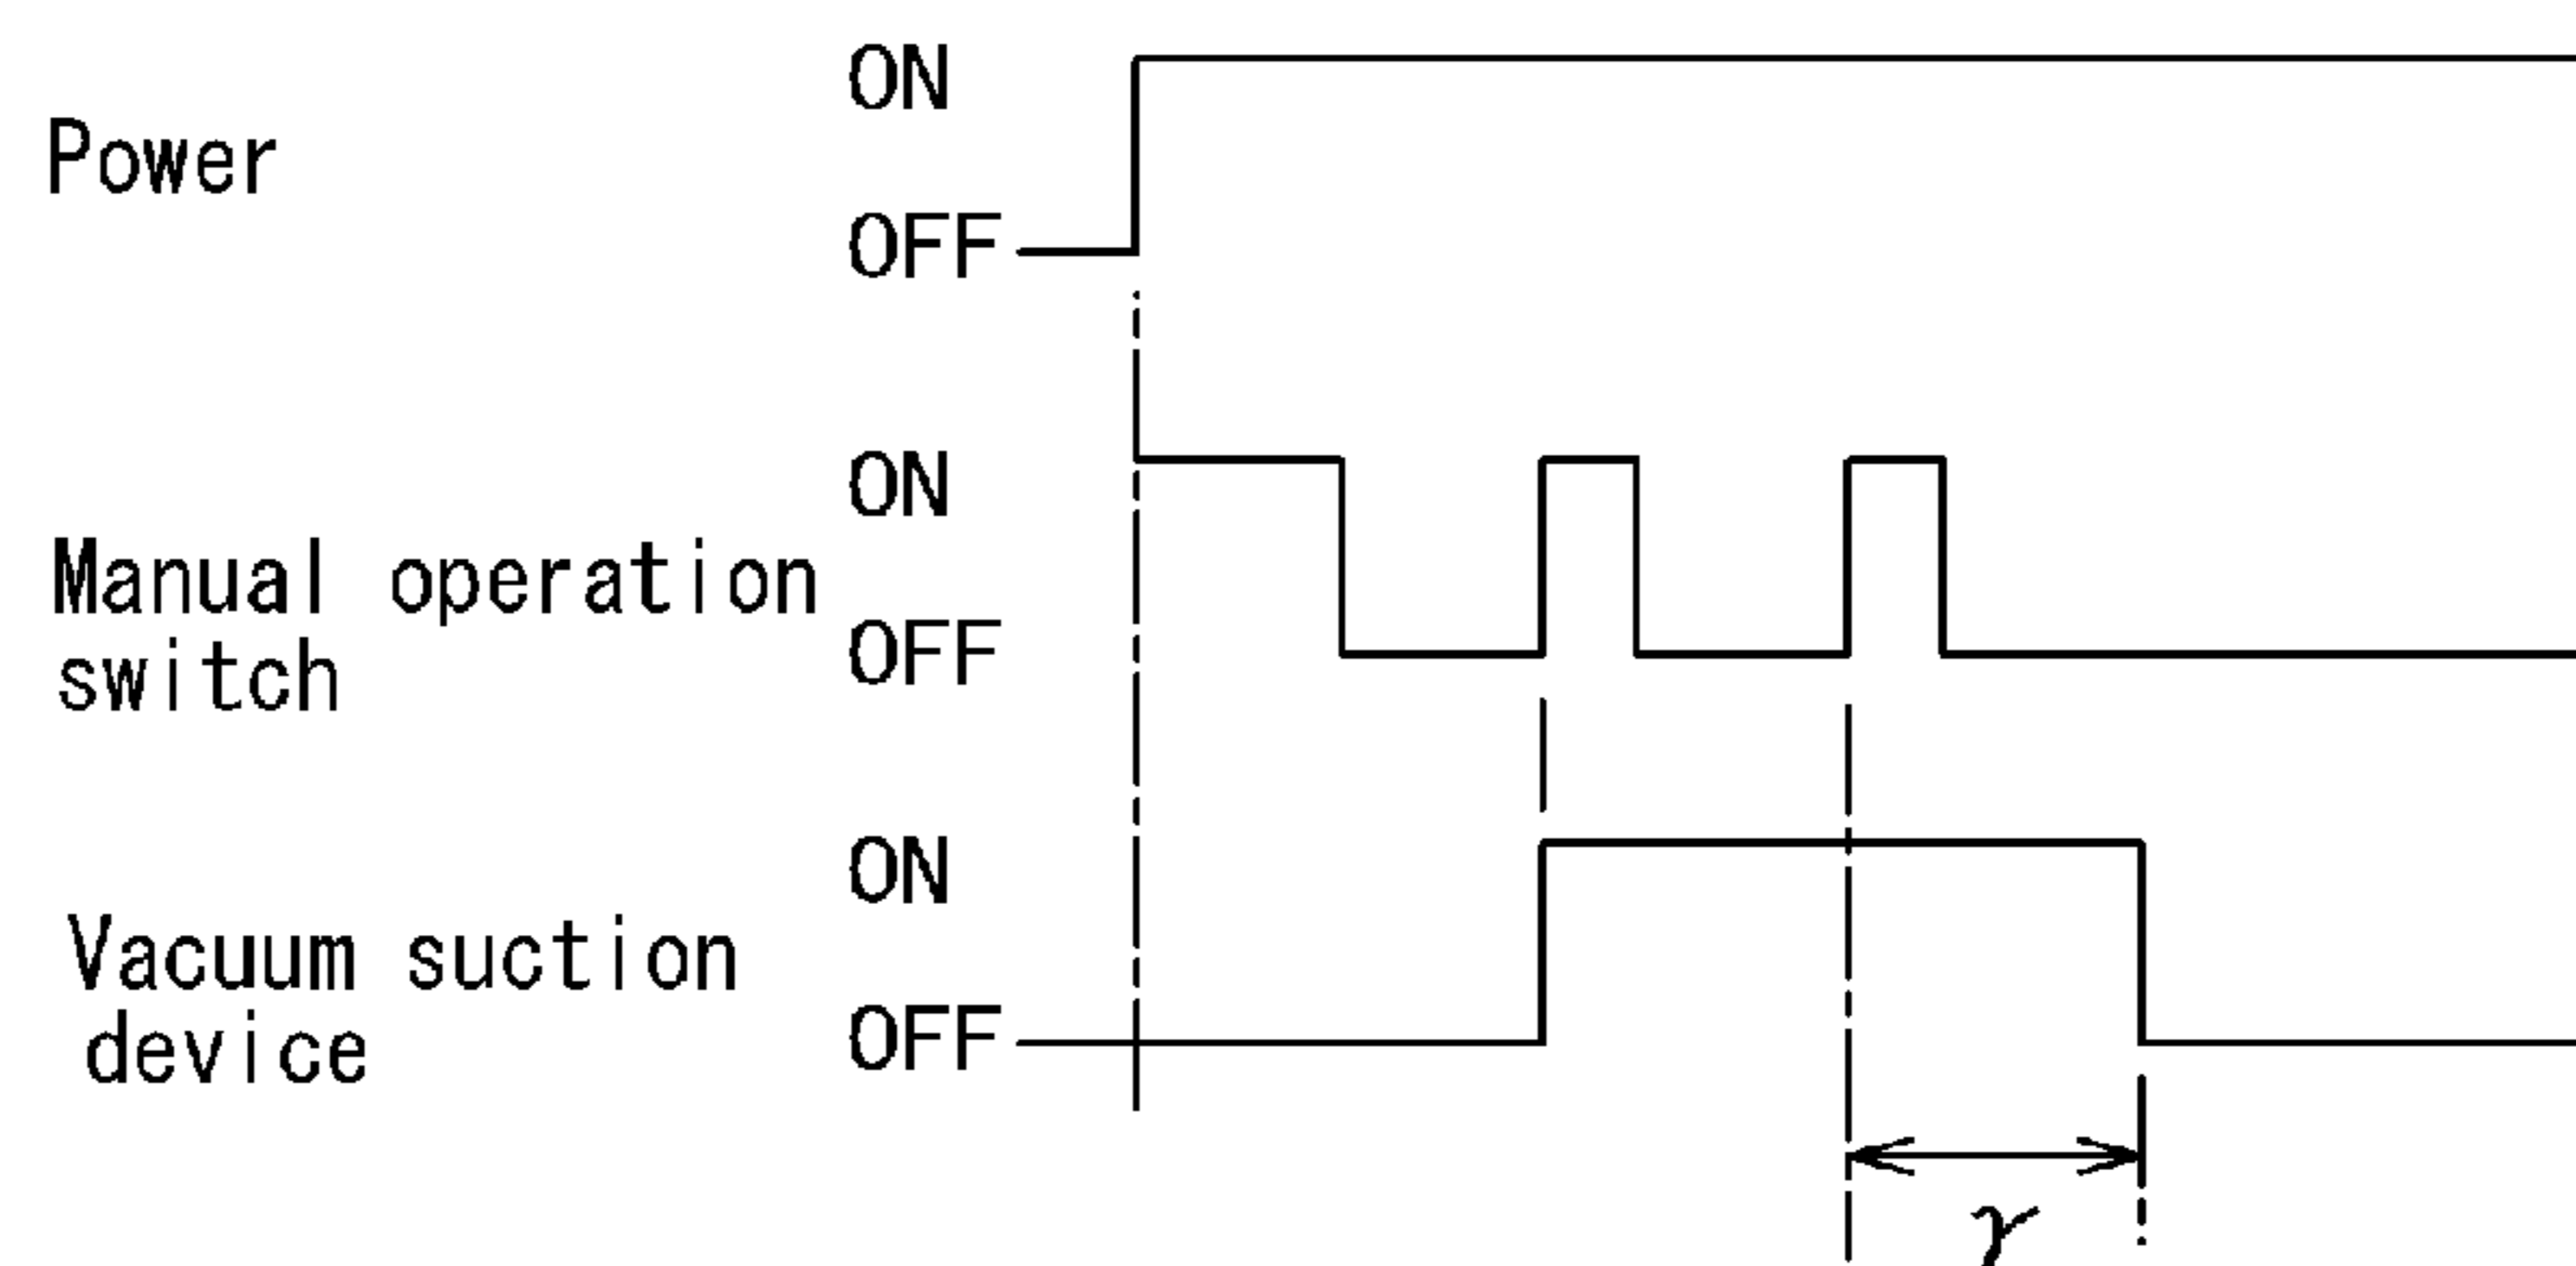 ON
Power
OFF
ON
Manual operation
switch
OFF
ON
Vacuum suction
device
OFF
γ